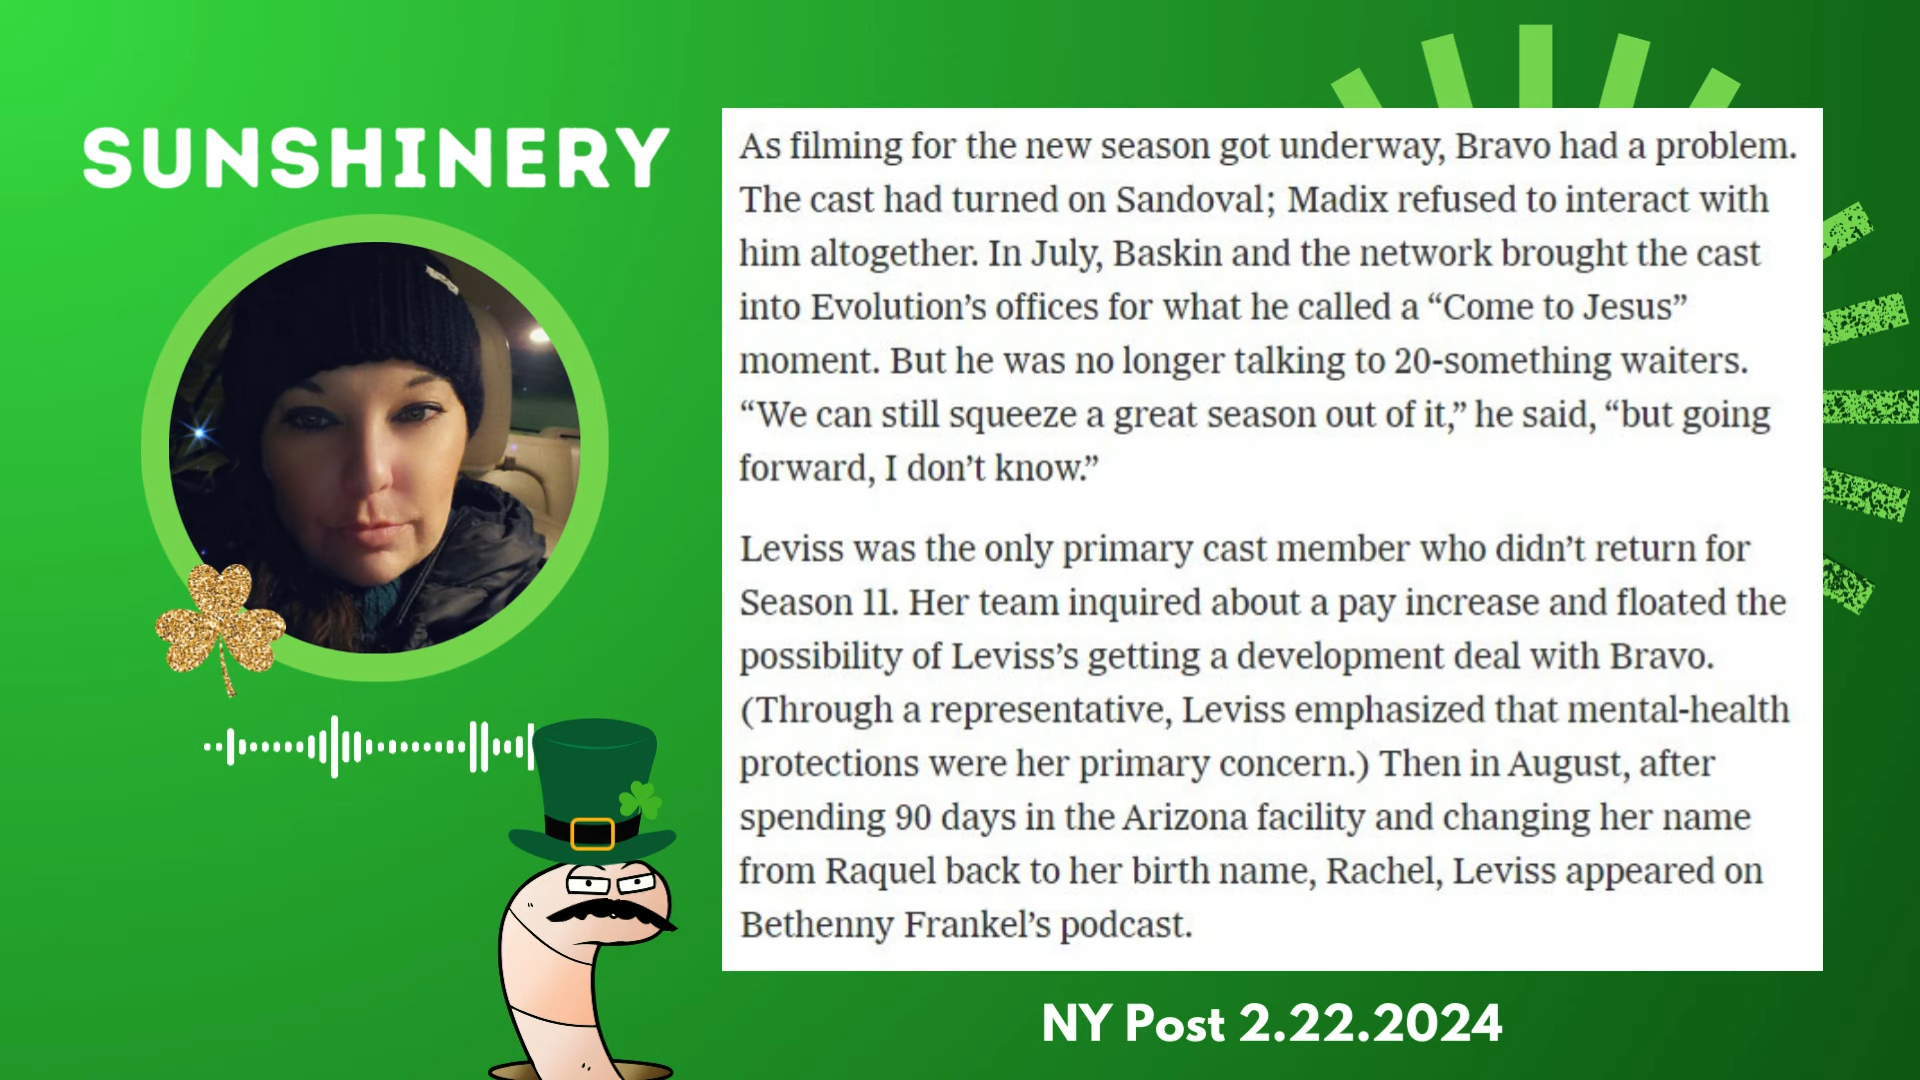 SUNSHINERY
As filming for the new season got underway, Bravo had a problem.
The cast had turned on Sandoval; Madix refused to interact with
him altogether. In July, Baskin and the network brought the cast
into Evolution’s offices for what he called a “Come to Jesus”
moment. But he was no longer talking to 20-something waiters.
“We can still squeeze a great season out of it,” he said, “but going
forward, I don’t know.”
Leviss was the only primary cast member who didn’t return for
Season 11. Her team inquired about a pay increase and floated the
possibility of Leviss’s getting a development deal with Bravo.
(Through a representative, Leviss emphasized that mental-health
protections were her primary concern.) Then in August, after
spending 90 days in the Arizona facility and changing her name
from Raquel back to her birth name, Rachel, Leviss appeared on
Bethenny Frankel’s podcast.
NY Post 2.22.2024